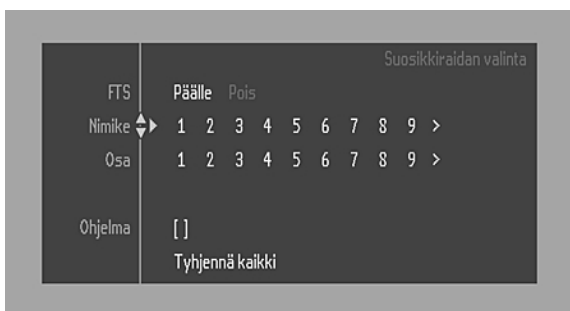 Suosikkiraidan valinta
FTS Päälle Pois
Nimike 1 2 3 4 5 6 7 8 9 >
Osa 1 2 3 4 5 6 7 8 9 >
Ohjelma [ ]
Tyhjennä kaikki